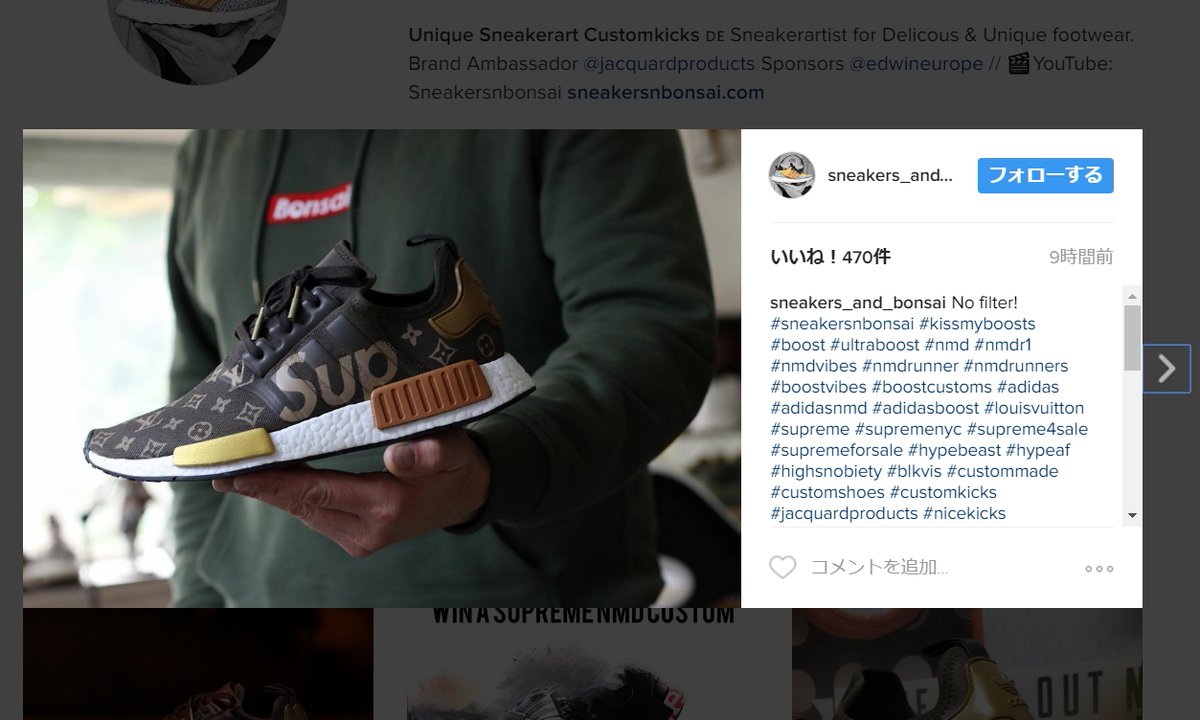 Unique Sneakerart Customkicks DE Sneakerartist for Delicous & Unique footwear.
Brand Ambassador @jacquardproducts Sponsors @edwineurope // 🎬YouTube:
Sneakersnbonsai sneakersnbonsai.com
Bonsai
Sup
sneakers_and...
フォローする
いいね！470件
9時間前
sneakers_and_bonsai No filter!
#sneakersnbonsai #kissmyboosts
#boost #ultraboost #nmd #nmdr1
#nmdvibes #nmdrunner #nmdrunners
#boostvibes #boostcustoms #adidas
#adidasnmd #adidasboost #louisvuitton
#supreme #supremenyc #supreme4sale
#supremeforsale #hypebeast #hypeaf
#highsnobiety #blkvis #custommade
#customshoes #customkicks
#jacquardproducts #nicekicks
コメントを追加...
WIN A SUPREME NMD CUSTOM
OUT